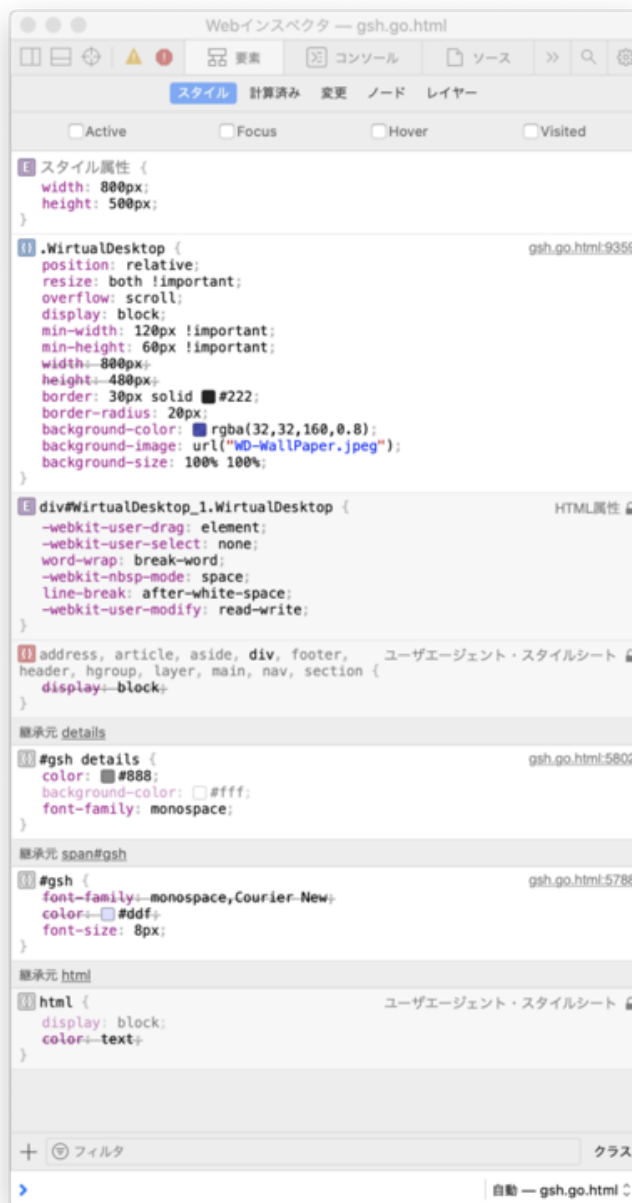 Webインスペクタ — gsh.go.html
要素 コンソール ソース
スタイル 計算済み 変更 ノード レイヤー
Active Focus Hover Visited
E スタイル属性 {
width: 800px;
height: 500px;
}
{} .WirtualDesktop { gsh.go.html:9359
position: relative;
resize: both !important;
overflow: scroll;
display: block;
min-width: 120px !important;
min-height: 60px !important;
width: 800px;
height: 480px;
border: 30px solid #222;
border-radius: 20px;
background-color: rgba(32,32,160,0.8);
background-image: url("WD-WallPaper.jpeg");
background-size: 100% 100%;
}
E div#WirtualDesktop_1.WirtualDesktop { HTML属性
-webkit-user-drag: element;
-webkit-user-select: none;
word-wrap: break-word;
-webkit-nbsp-mode: space;
line-break: after-white-space;
-webkit-user-modify: read-write;
}
{} address, article, aside, div, footer, ユーザエージェント・スタイルシート
header, hgroup, layer, main, nav, section {
display: block;
}
継承元 details
{} #gsh details { gsh.go.html:5802
color: #888;
background-color: #fff;
font-family: monospace;
}
継承元 span#gsh
{} #gsh { gsh.go.html:5788
font-family: monospace,Courier New;
color: #ddf;
font-size: 8px;
}
継承元 html
{} html { ユーザエージェント・スタイルシート
display: block;
color: text;
}
+ フィルタ クラス
> 自動 — gsh.go.html